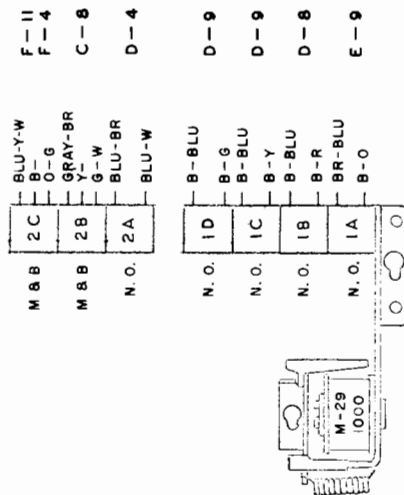 F-11
F-4
C-8
D-4
D-9
D-9
D-8
E-9
BLU-Y-W
B-
O-G
GRAY-BR
Y-
G-W
BLU-BR
BLU-W
B-BLU
B-G
B-BLU
B-Y
B-BLU
B-R
BR-BLU
B-O
2C
2B
2A
1D
1C
1B
1A
M & B
M & B
N.O.
N.O.
N.O.
N.O.
N.O.
M-29
1000